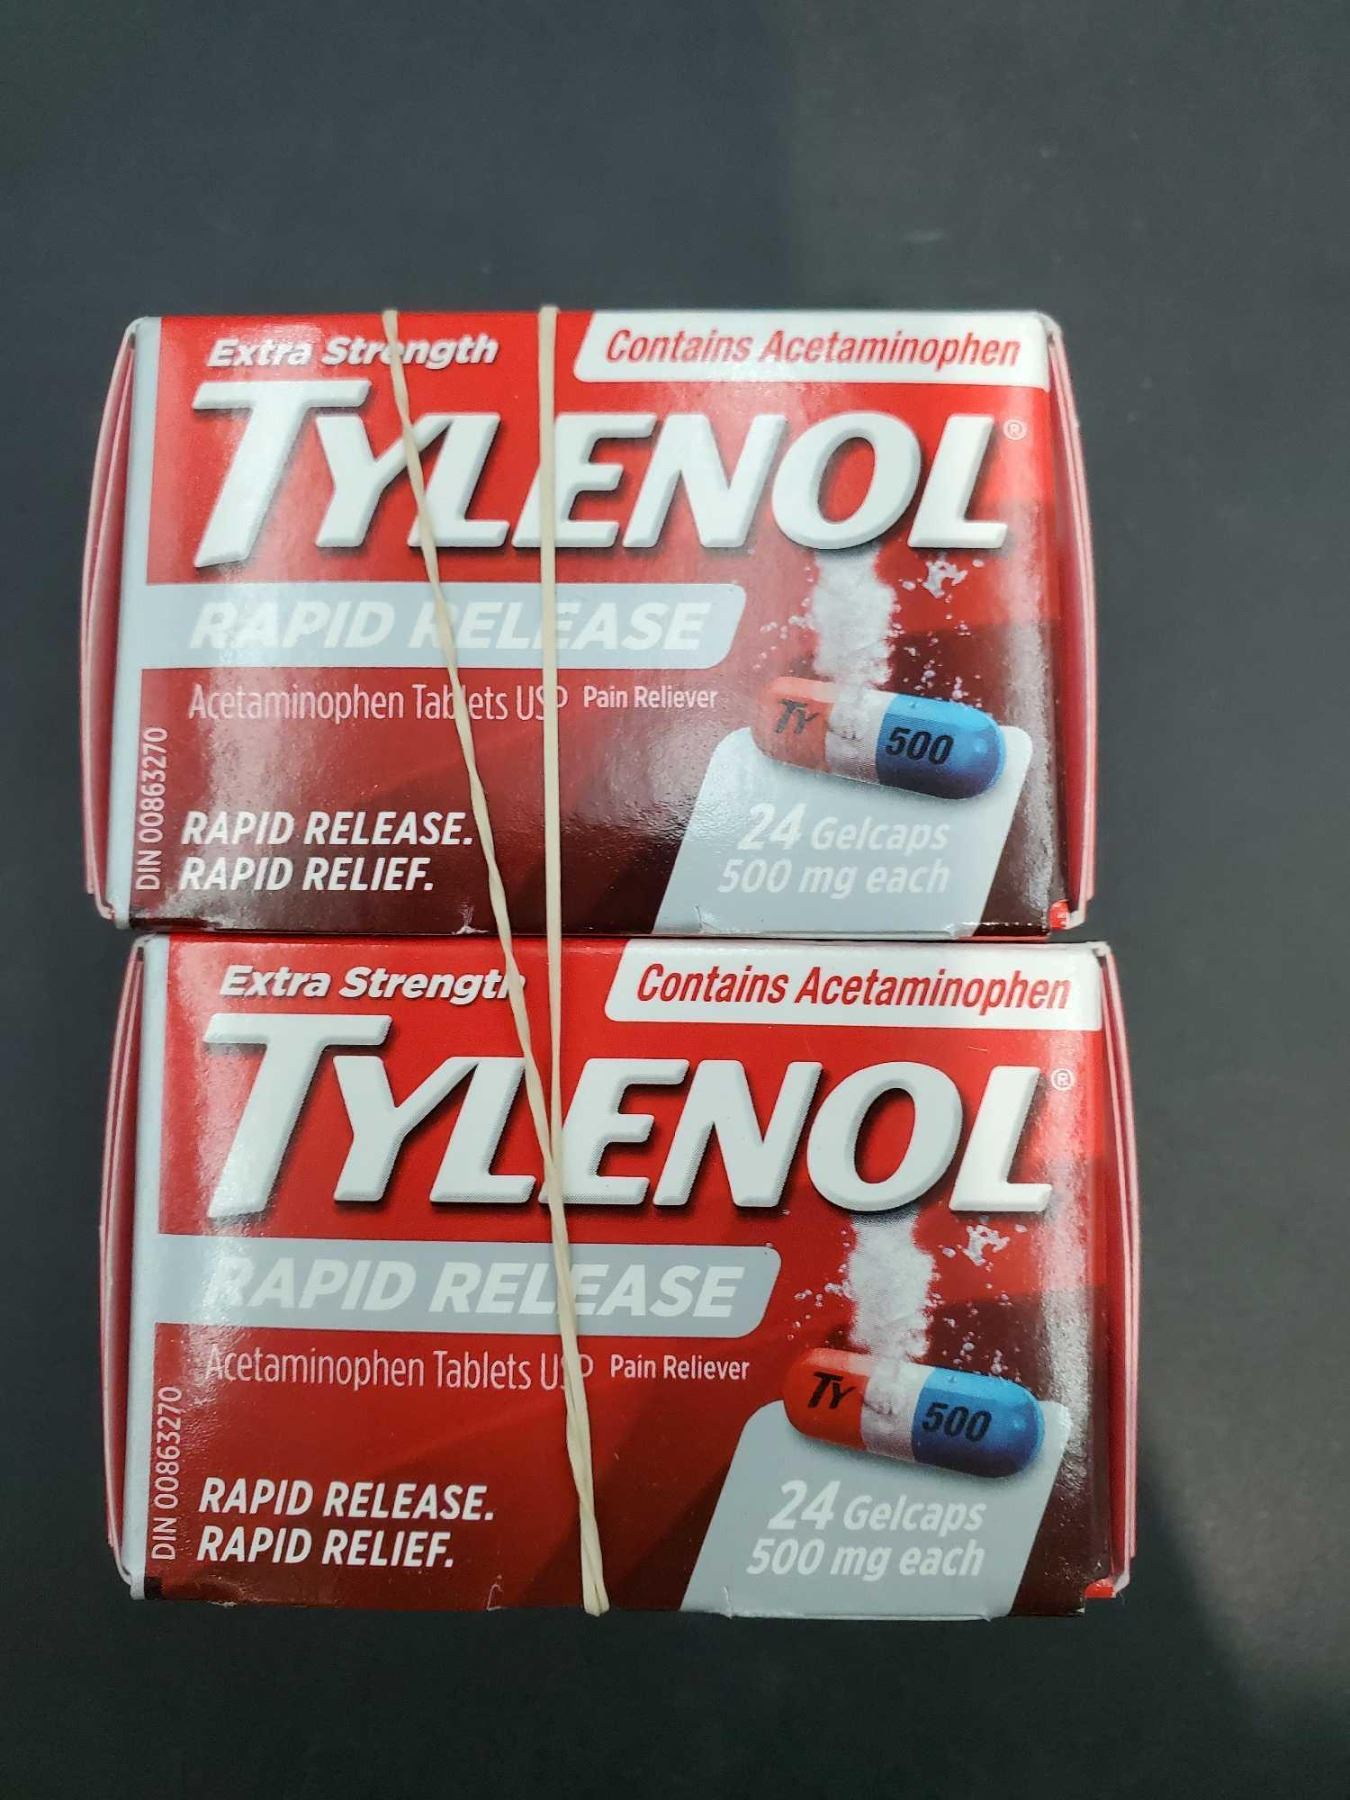 Extra Strength
Contains Acetaminophen
TYLENOL®
RAPID RELEASE
Acetaminophen Tablets USP Pain Reliever
TY 500
DIN 00863270
RAPID RELEASE.
RAPID RELIEF.
24 Gelcaps
500 mg each
Extra Strength
Contains Acetaminophen
TYLENOL®
RAPID RELEASE
Acetaminophen Tablets USP Pain Reliever
TY 500
DIN 00863270
RAPID RELEASE.
RAPID RELIEF.
24 Gelcaps
500 mg each